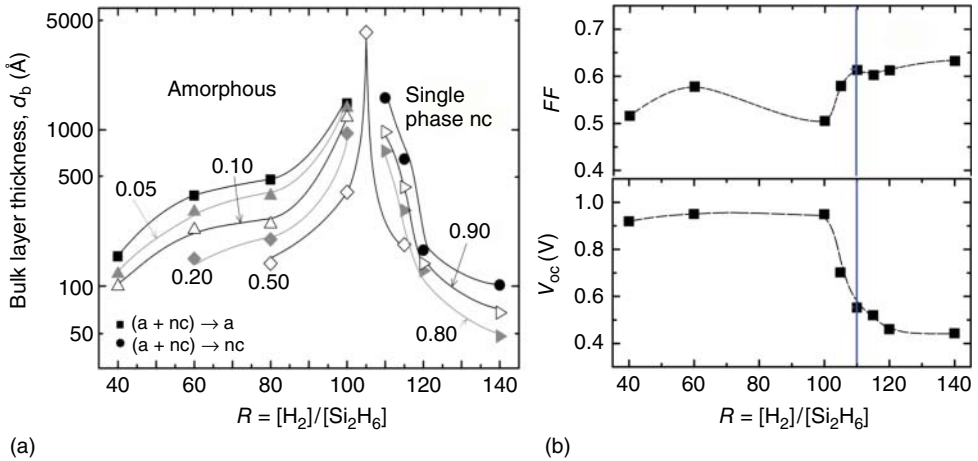 5000
1000
500
100
50
Bulk layer thickness, d_b (Å)
Amorphous
Single
phase nc
0.05
0.10
0.20
0.50
0.90
0.80
(a + nc) → a
(a + nc) → nc
40 60 80 100 120 140
R = [H₂]/[Si₂H₆]
(a)
0.7
0.6
0.5
0.4
FF
1.0
0.8
0.6
0.4
V_oc (V)
40 60 80 100 120 140
R = [H₂]/[Si₂H₆]
(b)